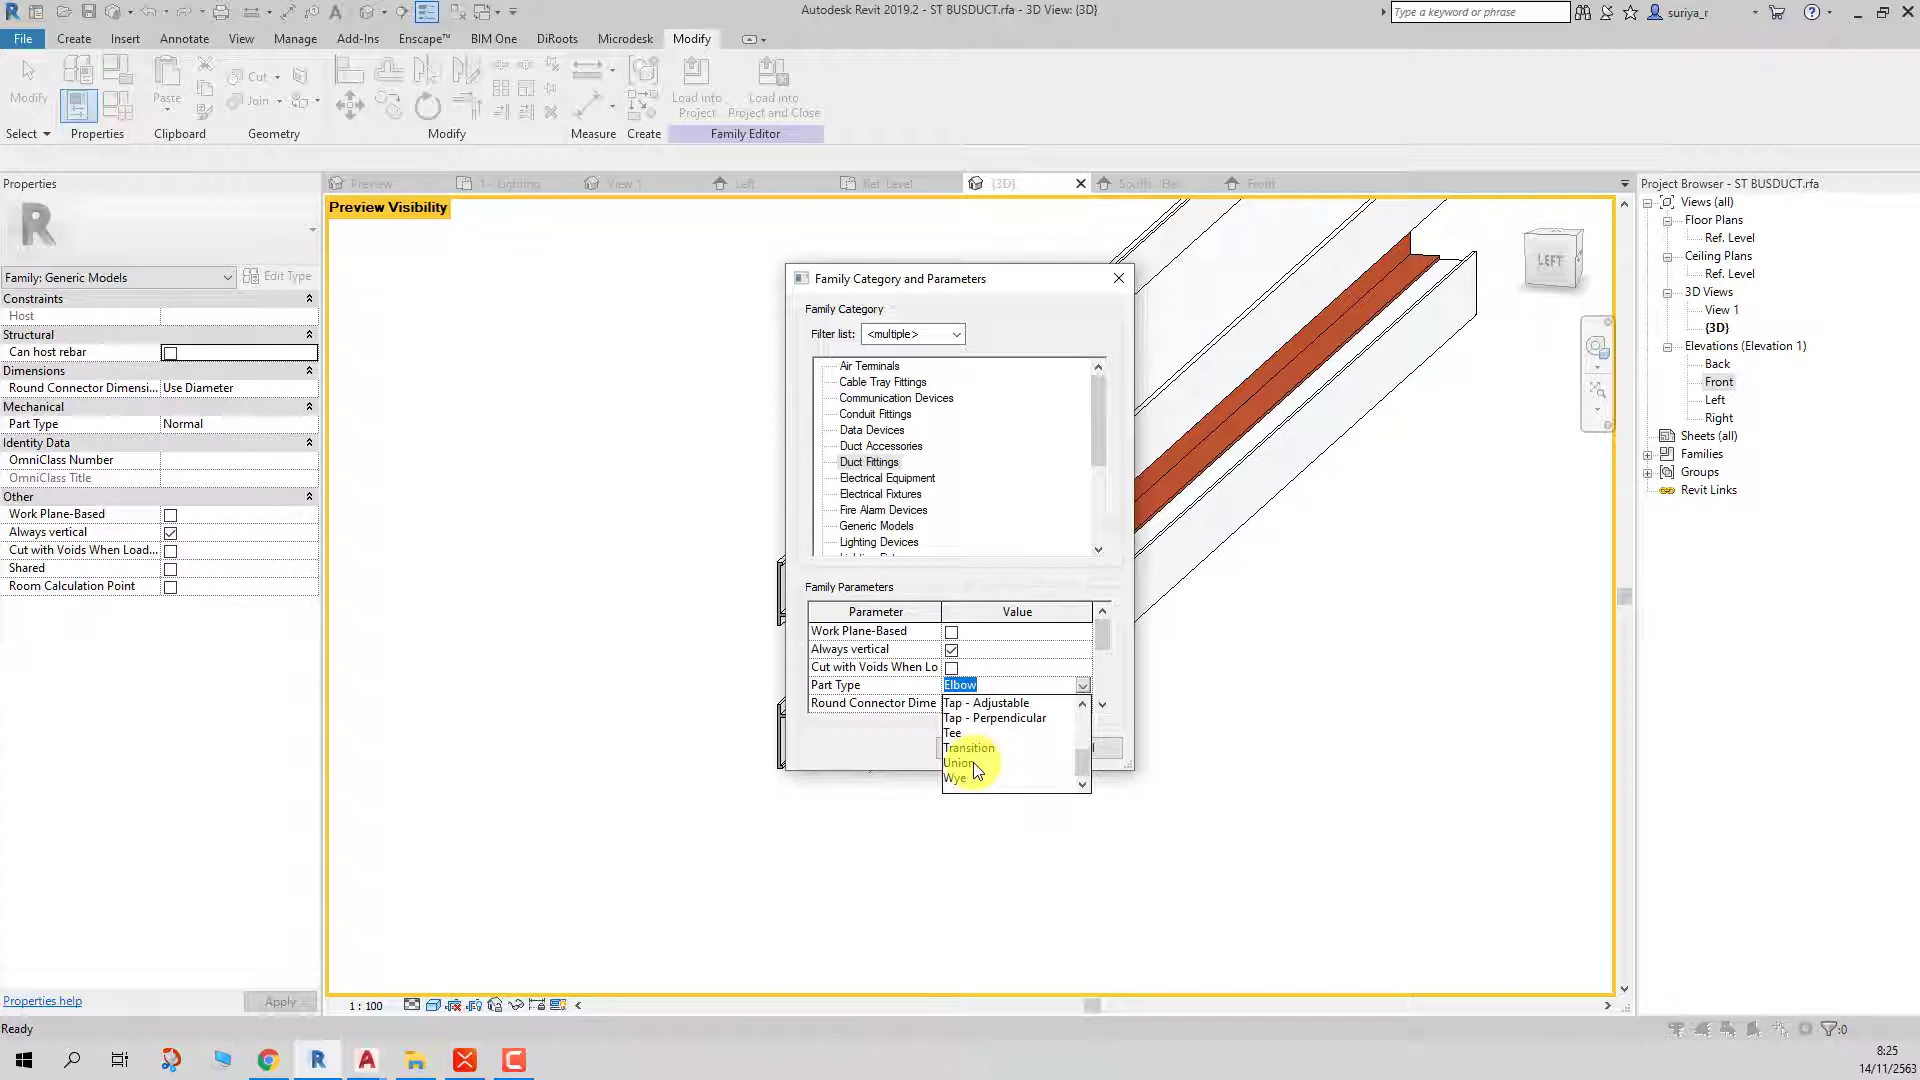 Autodesk Revit 2019.2 - ST BUSDUCT.rfa - 3D View: {3D}
Type a keyword or phrase
suriya_r
File
Create
Insert
Annotate
View
Manage
Add-Ins
Enscape™
BIM One
DiRoots
Microdesk
Modify
Modify
Paste
Cut
Join
Load into
Project
Load into
Project and Close
Select
Properties
Clipboard
Geometry
Modify
Measure
Create
Family Editor
Properties
Preview
1 - Lighting
View 1
Left
Ref. Level
{3D}
Front
Project Browser - ST BUSDUCT.rfa
Preview Visibility
LEFT
Family: Generic Models
Edit Type
Constraints
Host
Structural
Can host rebar
Dimensions
Round Connector Dimensi... Use Diameter
Mechanical
Part Type Normal
Identity Data
OmniClass Number
OmniClass Title
Other
Work Plane-Based
Always vertical
Cut with Voids When Load...
Shared
Room Calculation Point
Properties help
Apply
Family Category and Parameters
Family Category
Filter list: <multiple>
Air Terminals
Cable Tray Fittings
Communication Devices
Conduit Fittings
Data Devices
Duct Accessories
Duct Fittings
Electrical Equipment
Electrical Fixtures
Fire Alarm Devices
Generic Models
Lighting Devices
Family Parameters
Parameter Value
Work Plane-Based
Always vertical
Cut with Voids When Lo
Part Type Elbow
Round Connector Dime
Tap - Adjustable
Tap - Perpendicular
Tee
Transition
Union
Wye
Views (all)
Floor Plans
Ref. Level
Ceiling Plans
Ref. Level
3D Views
View 1
{3D}
Elevations (Elevation 1)
Back
Front
Left
Right
Sheets (all)
Families
Groups
Revit Links
1 : 100
Ready
:0
8:25
14/11/2563